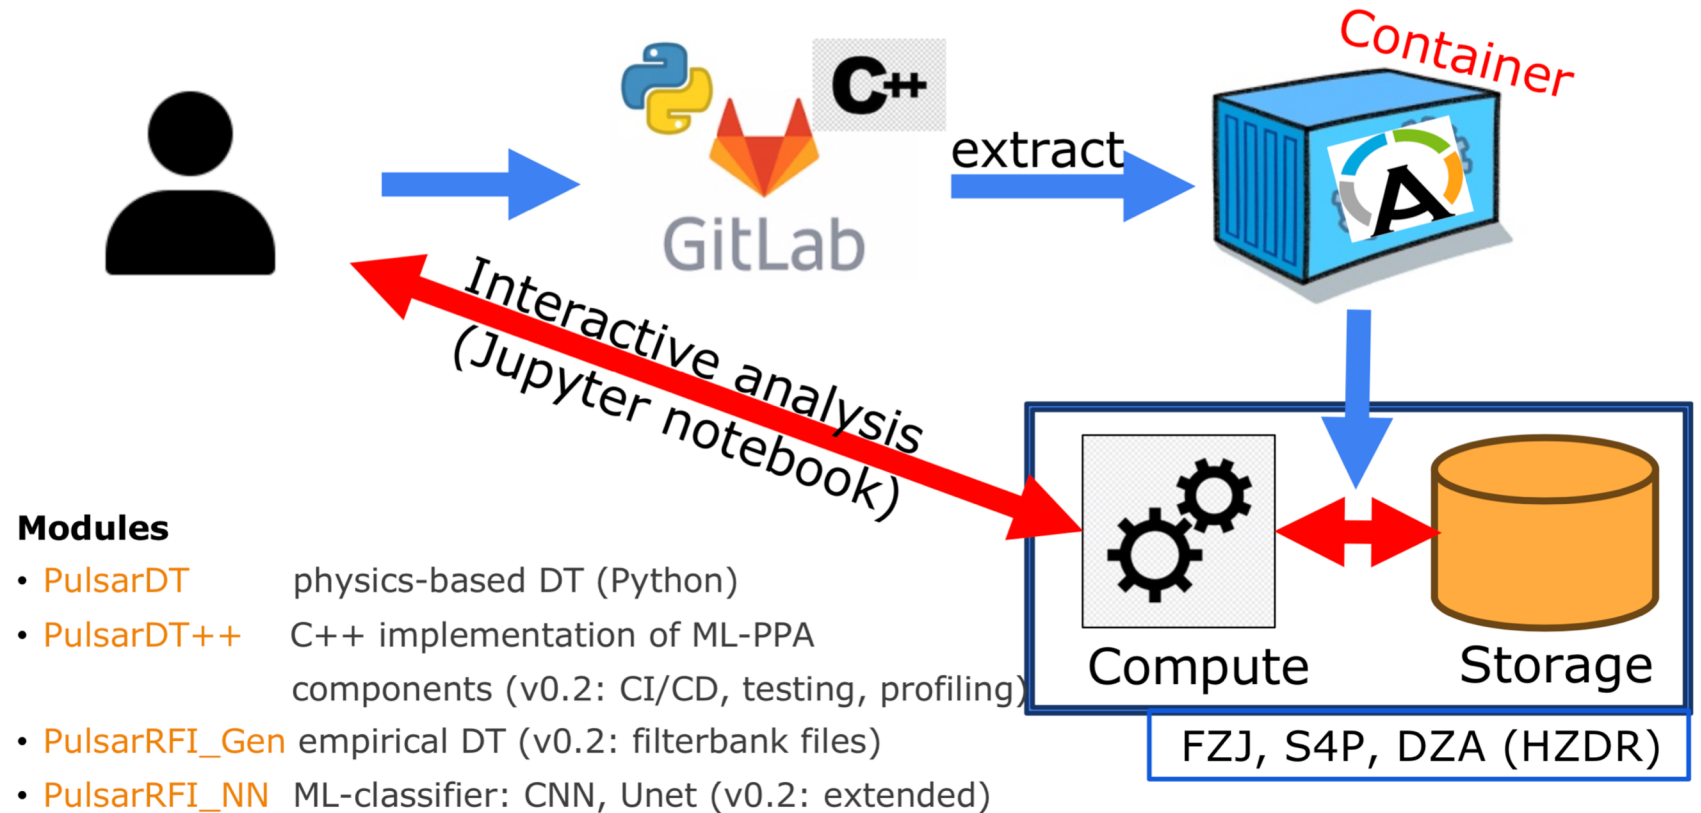 Container
C++
extract
GitLab
A
Interactive analysis
(Jupyter notebook)
Modules
• PulsarDT physics-based DT (Python)
• PulsarDT++ C++ implementation of ML-PPA
components (v0.2: CI/CD, testing, profiling)
• PulsarRFI_Gen empirical DT (v0.2: filterbank files)
• PulsarRFI_NN ML-classifier: CNN, Unet (v0.2: extended)
Compute
Storage
FZJ, S4P, DZA (HZDR)